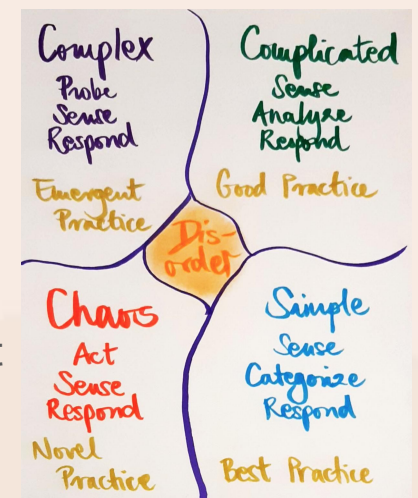 Complex
Probe
Sense
Respond
Emergent
Practice
Complicated
Sense
Analyze
Respond
Good Practice
Dis-
order
Chaos
Act
Sense
Respond
Novel
Practice
Simple
Sense
Categorize
Respond
Best Practice